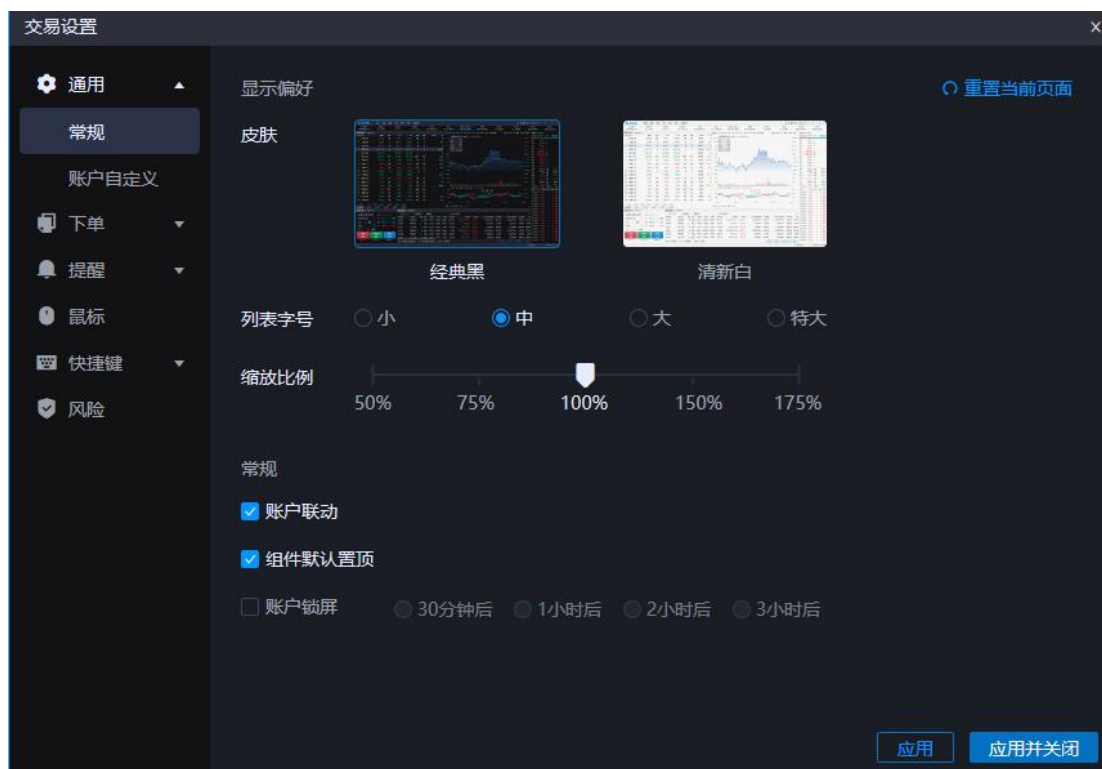 交易设置
x
通用
常规
账户自定义
下单
提醒
鼠标
快捷键
风险
显示偏好
重置当前页面
皮肤
经典黑 清新白
列表字号 小 中 大 特大
缩放比例
50% 75% 100% 150% 175%
常规
账户联动
组件默认置顶
账户锁屏 30分钟后 1小时后 2小时后 3小时后
应用 应用并关闭